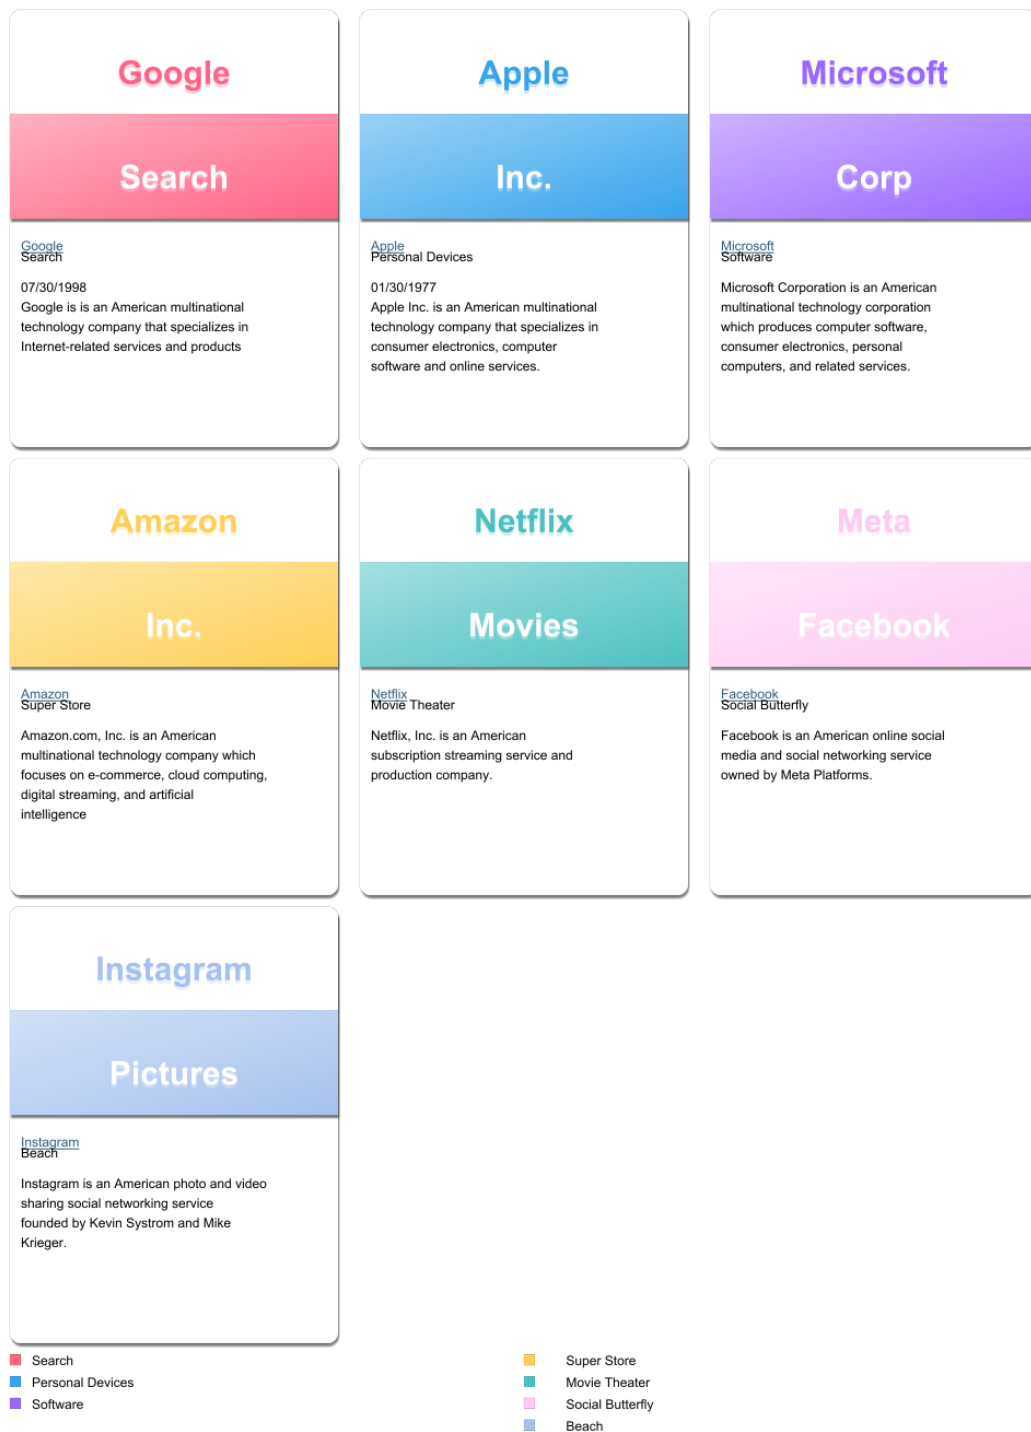 Google
Search
Google
Search
07/30/1998
Google is is an American multinational
technology company that specializes in
Internet-related services and products
Apple
Inc.
Apple
Personal Devices
01/30/1977
Apple Inc. is an American multinational
technology company that specializes in
consumer electronics, computer
software and online services.
Microsoft
Corp
Microsoft
Software
Microsoft Corporation is an American
multinational technology corporation
which produces computer software,
consumer electronics, personal
computers, and related services.
Amazon
Inc.
Amazon
Super Store
Amazon.com, Inc. is an American
multinational technology company which
focuses on e-commerce, cloud computing,
digital streaming, and artificial
intelligence
Netflix
Movies
Netflix
Movie Theater
Netflix, Inc. is an American
subscription streaming service and
production company.
Meta
Facebook
Facebook
Social Butterfly
Facebook is an American online social
media and social networking service
owned by Meta Platforms.
Instagram
Pictures
Instagram
Beach
Instagram is an American photo and video
sharing social networking service
founded by Kevin Systrom and Mike
Krieger.
Search
Personal Devices
Software
Super Store
Movie Theater
Social Butterfly
Beach